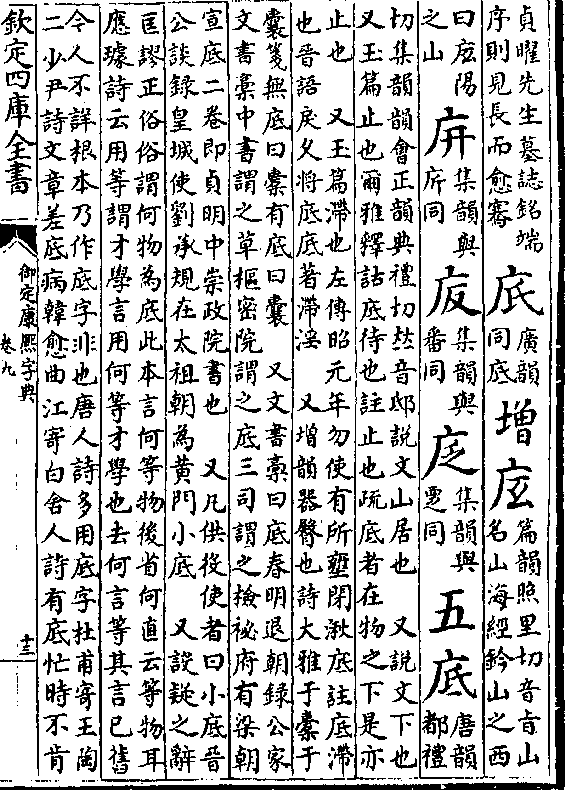 貞曜先生墓誌銘端
序則見長而愈騫
㡳
廣韻
同底
增
篇韻照里切音旨山
名山海經鈐山之西
曰陽
之山
集韻與
庍同
集韻與
番同
集韻與
同
五
底
唐韻
都禮
切集韻韻會正韻典禮切𠀤音邸説文山居也 又説文下也
又玉篇止也爾雅釋詁底待也註止也疏底者在物之下是亦
止也 又玉篇滯也左傳昭元年勿使有所壅閉湫底註底滯
也晉語戾父將底底著滯淫 又增韻器臀也詩大雅于橐于
囊箋無底曰橐有底曰囊 又文書稾曰底春明退朝錄公家
文書稾中書謂之草樞密院謂之底三司謂之檢祕府有梁朝
宣底二卷即貞明中崇政院書也 又凡供役使者曰小底晉
公談錄皇城使劉承規在太祖朝為黄門小底 又設疑之辭
匡謬正俗俗謂何物為底此本言何等物後省何直云等物耳
應璩詩云用等謂才學言用何等才學也去何言等其言已舊
今人不詳根本乃作底字非也唐人詩多用底字杜甫寄王陶
二少尹詩文章差底病韓愈曲江寄白舍人詩有底忙時不肯
欽定四庫全書
御定康熙字典
卷九
十三